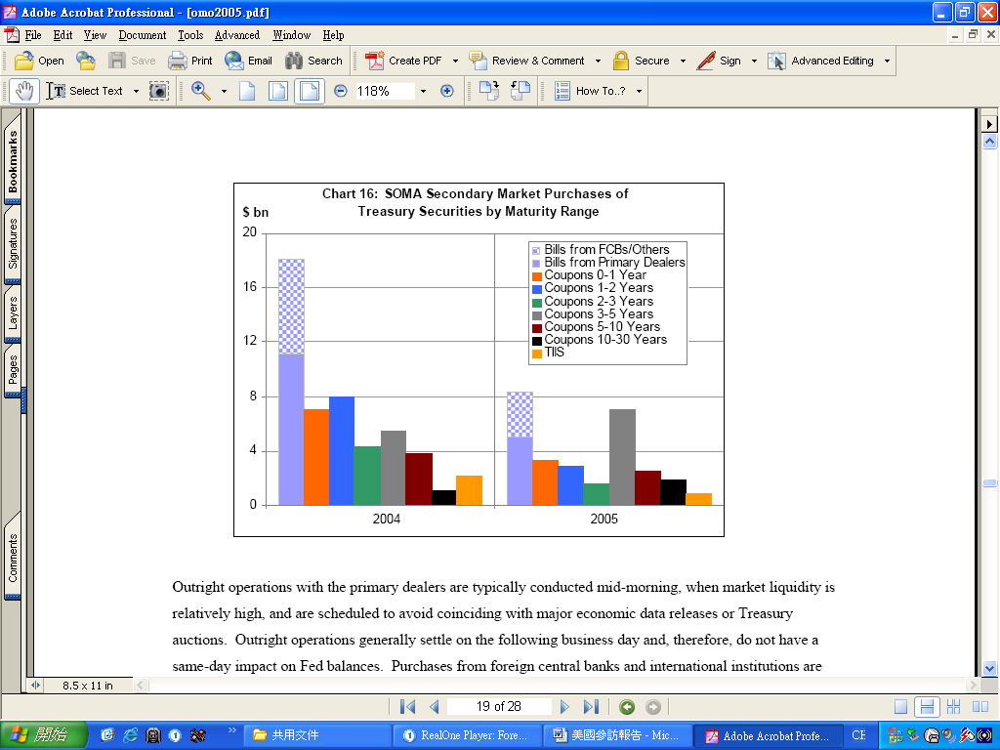 Adobe Acrobat Professional - [omo2005.pdf]
File Edit View Document Tools Advanced Window Help
Open Save Print Email Search Create PDF Review & Comment Secure Sign Advanced Editing
Select Text 118% How To..?
Bookmarks
Signatures
Layers
Pages
Comments
Chart 16: SOMA Secondary Market Purchases of
Treasury Securities by Maturity Range
$ bn
20
16
12
8
4
0
Bills from FCBs/Others
Bills from Primary Dealers
Coupons 0-1 Year
Coupons 1-2 Years
Coupons 2-3 Years
Coupons 3-5 Years
Coupons 5-10 Years
Coupons 10-30 Years
TIIS
2004 2005
Outright operations with the primary dealers are typically conducted mid-morning, when market liquidity is
relatively high, and are scheduled to avoid coinciding with major economic data releases or Treasury
auctions. Outright operations generally settle on the following business day and, therefore, do not have a
same-day impact on Fed balances. Purchases from foreign central banks and international institutions are
8.5 x 11 in
19 of 28
開始 共用文件 RealOne Player: Fore... 美國參訪報告 - Mic... Adobe Acrobat Profe... CE